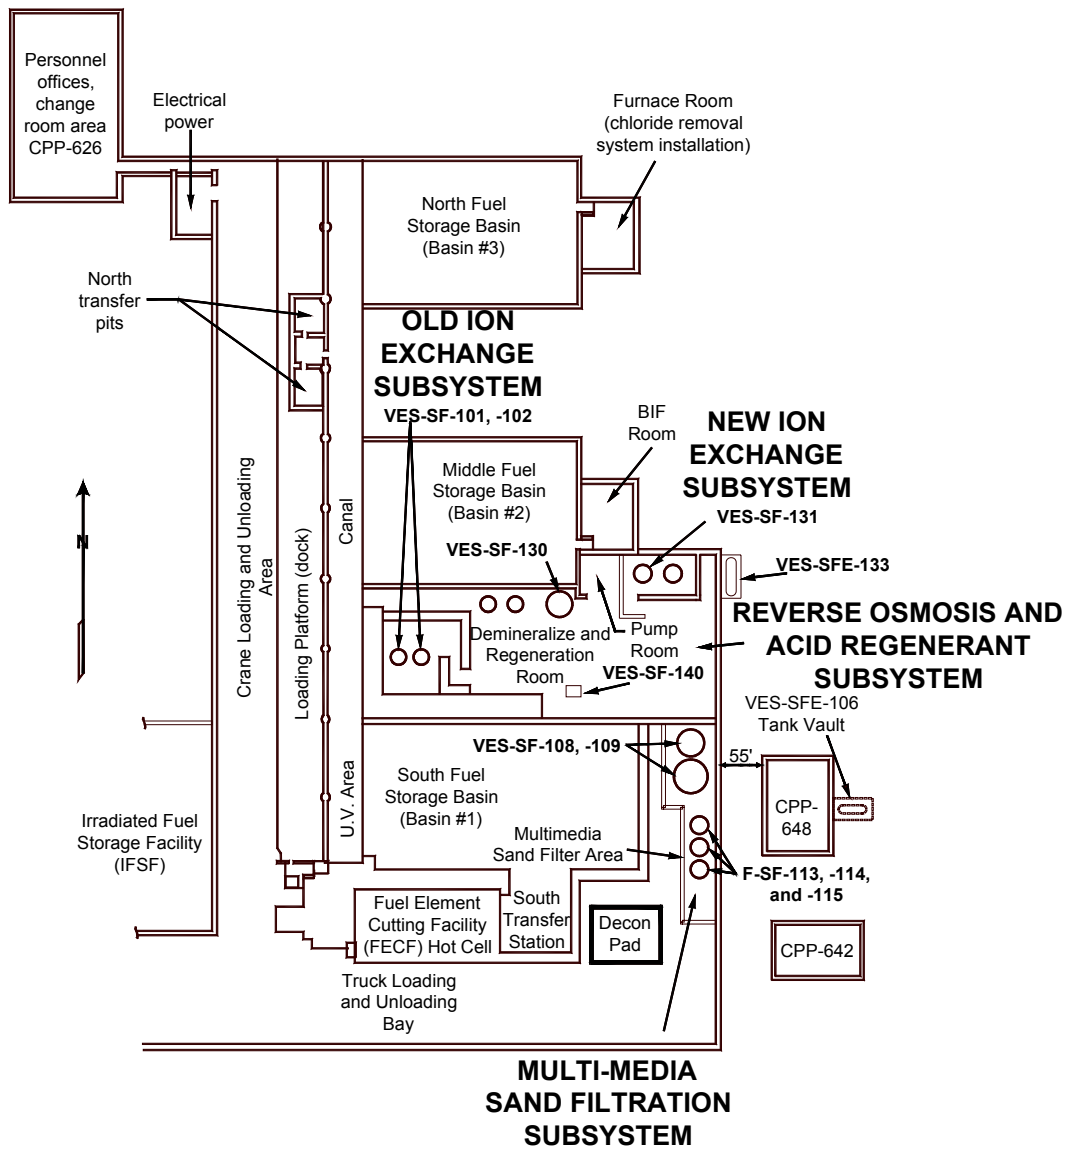 Personnel
offices,
change
room area
CPP-626
Electrical
power
Furnace Room
(chloride removal
system installation)
North Fuel
Storage Basin
(Basin #3)
North
transfer
pits
OLD ION
EXCHANGE
SUBSYSTEM
VES-SF-101, -102
BIF
Room
NEW ION
EXCHANGE
SUBSYSTEM
VES-SF-131
Middle Fuel
Storage Basin
(Basin #2)
VES-SF-130
VES-SFE-133
N
Crane Loading and Unloading
Area
Loading Platform (dock)
Canal
REVERSE OSMOSIS AND
ACID REGENERANT
SUBSYSTEM
Demineralize and
Regeneration
Room
Pump
Room
VES-SF-140
VES-SFE-106
Tank Vault
VES-SF-108, -109
55'
South Fuel
Storage Basin
(Basin #1)
U.V. Area
CPP-
648
Irradiated Fuel
Storage Facility
(IFSF)
Multimedia
Sand Filter Area
F-SF-113, -114,
and -115
Fuel Element
Cutting Facility
(FECF) Hot Cell
South
Transfer
Station
Decon
Pad
CPP-642
Truck Loading
and Unloading
Bay
MULTI-MEDIA
SAND FILTRATION
SUBSYSTEM